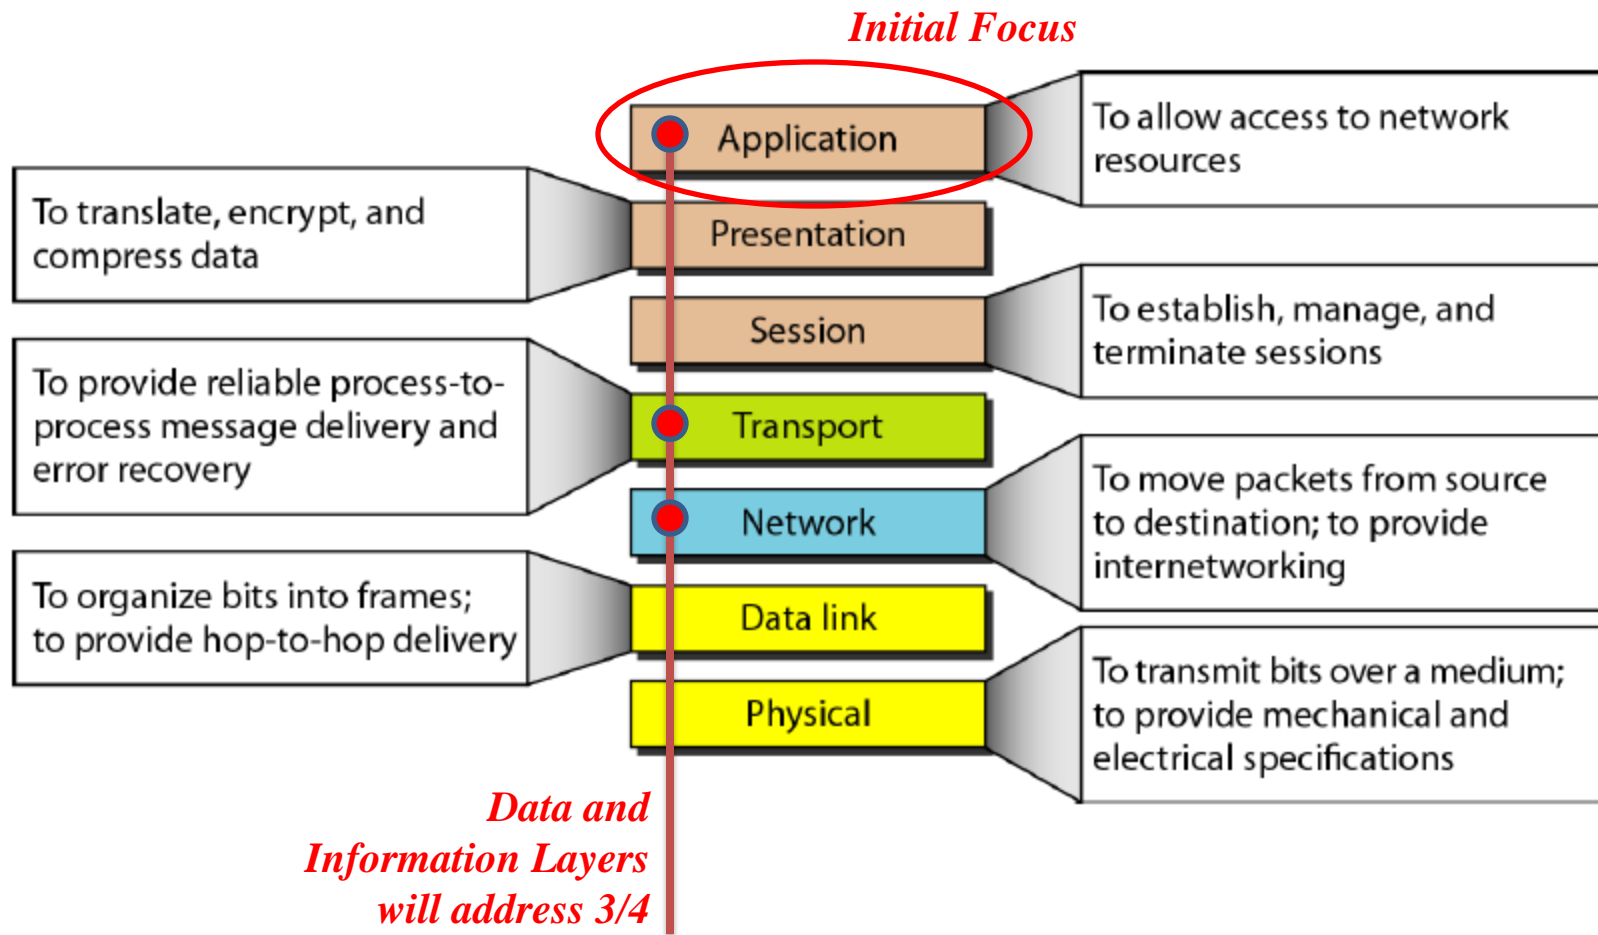 Initial Focus
Application
To allow access to network
resources
To translate, encrypt, and
compress data
Presentation
Session
To establish, manage, and
terminate sessions
To provide reliable process-to-
process message delivery and
error recovery
Transport
Network
To move packets from source
to destination; to provide
internetworking
To organize bits into frames;
to provide hop-to-hop delivery
Data link
Physical
To transmit bits over a medium;
to provide mechanical and
electrical specifications
Data and
Information Layers
will address 3/4